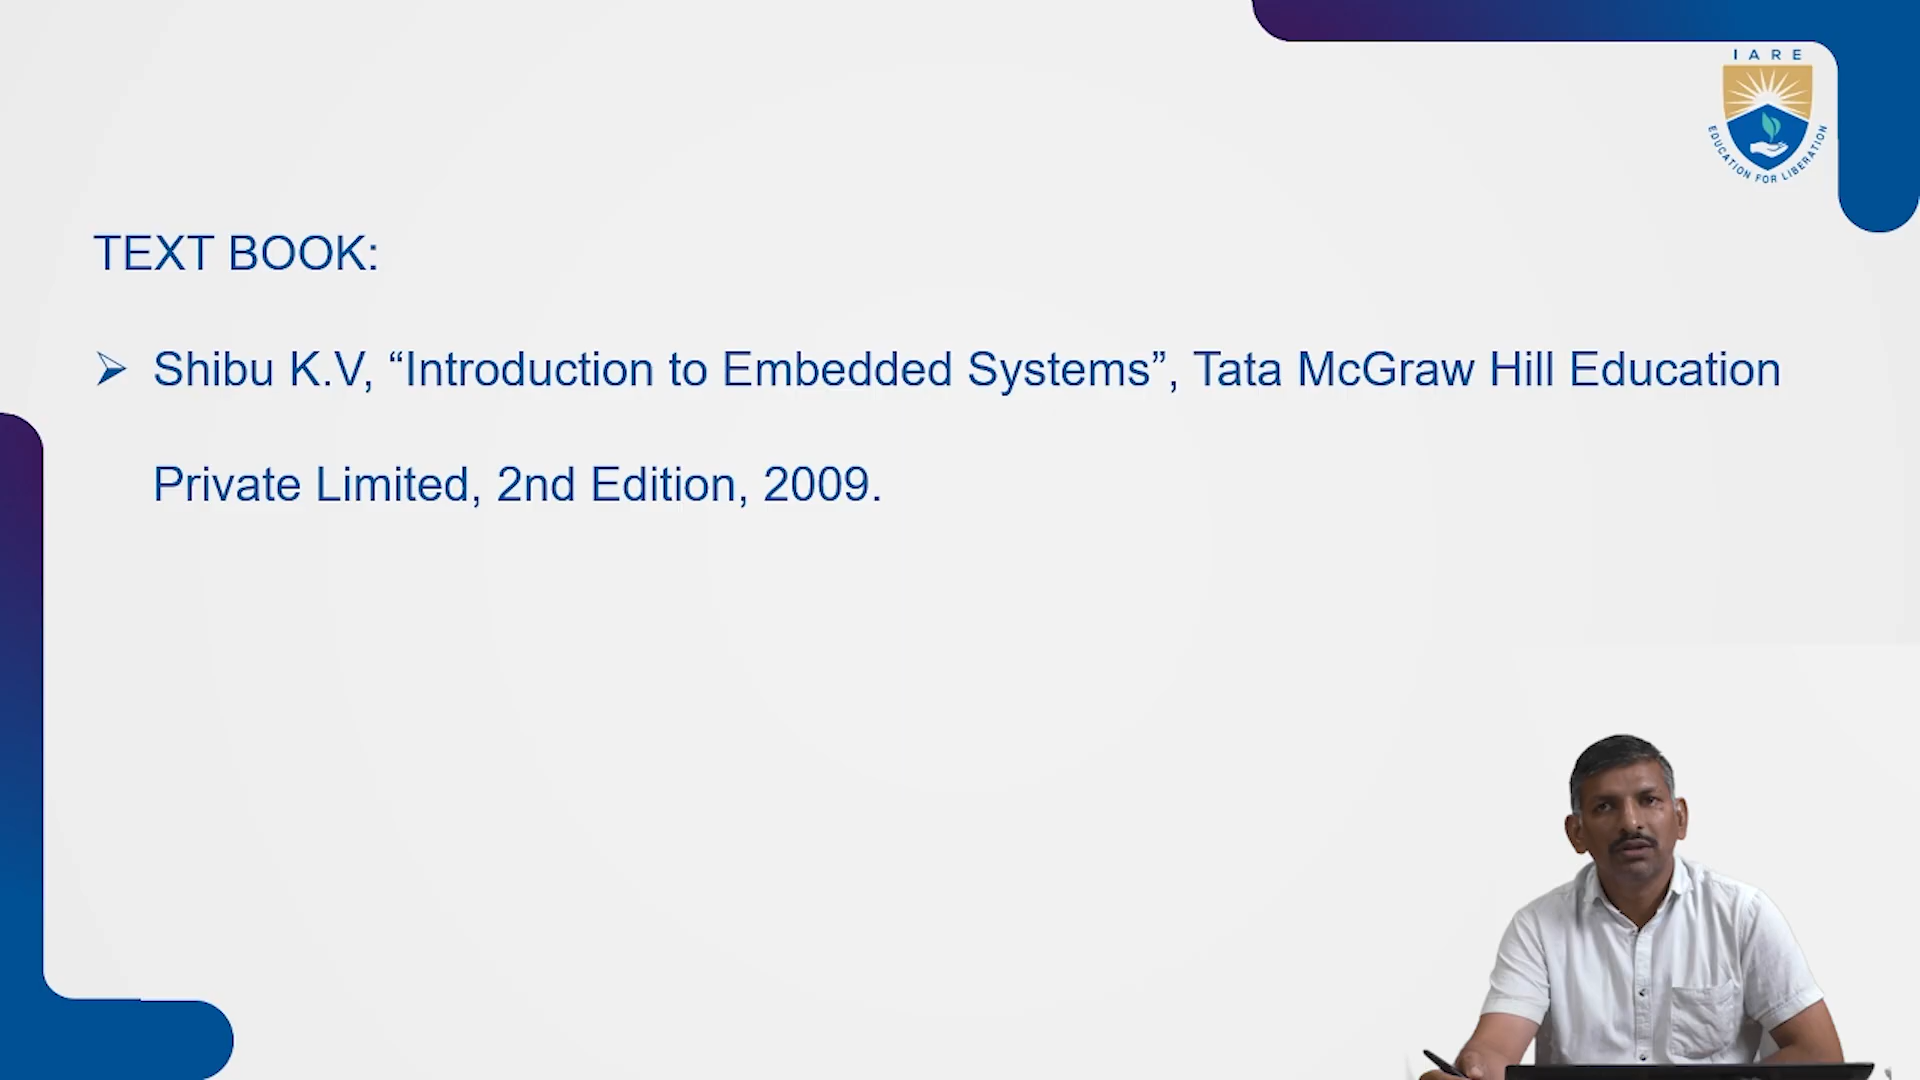 IARE
EDUCATION FOR LIBERATION
TEXT BOOK:
➢ Shibu K.V, “Introduction to Embedded Systems”, Tata McGraw Hill Education
Private Limited, 2nd Edition, 2009.